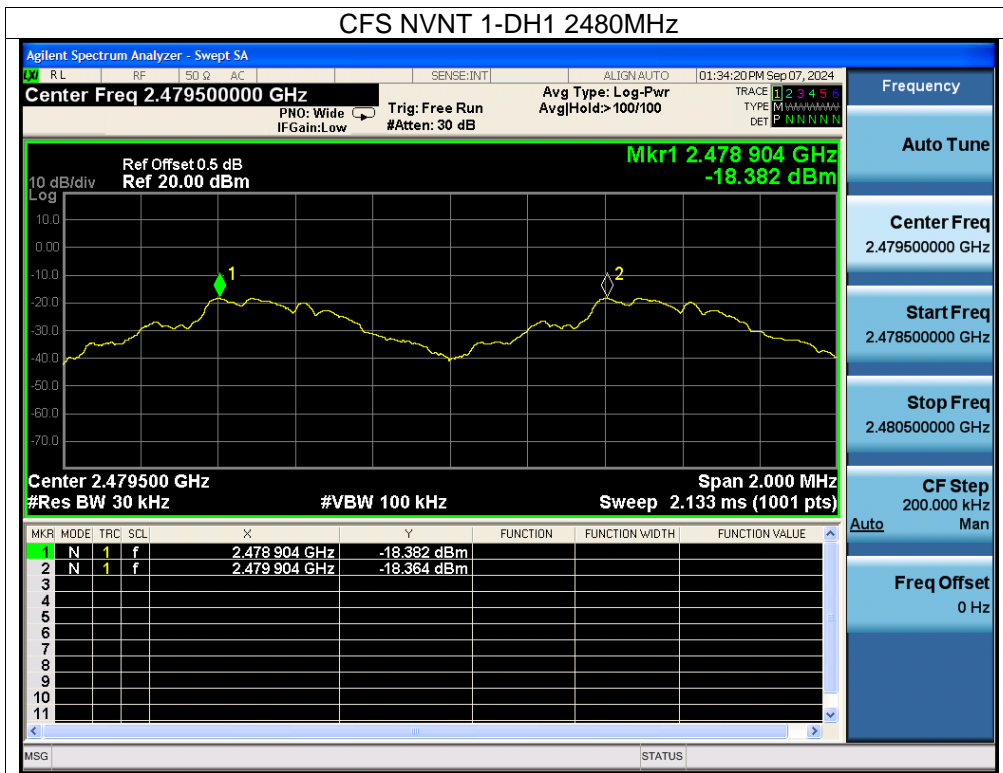 CFS NVNT 1-DH1 2480MHz
Agilent Spectrum Analyzer - Swept SA
LXI RL RF 50 Ω AC SENSE:INT ALIGN AUTO 01:34:20 PM Sep 07, 2024
Center Freq 2.479500000 GHz
PNO: Wide
IFGain:Low
Trig: Free Run
#Atten: 30 dB
Avg Type: Log-Pwr
Avg|Hold:>100/100
TRACE 1 2 3 4 5 6
TYPE M
DET P N N N N N
Ref Offset 0.5 dB
Ref 20.00 dBm
10 dB/div
Log
Mkr1 2.478 904 GHz
-18.382 dBm
10.0
0.00
-10.0
-20.0
-30.0
-40.0
-50.0
-60.0
-70.0
1
2
Center 2.479500 GHz
Span 2.000 MHz
#Res BW 30 kHz #VBW 100 kHz Sweep 2.133 ms (1001 pts)
MKR MODE TRC SCL X Y FUNCTION FUNCTION WIDTH FUNCTION VALUE
1 N 1 f 2.478 904 GHz -18.382 dBm
2 N 1 f 2.479 904 GHz -18.364 dBm
3
4
5
6
7
8
9
10
11
MSG STATUS
Frequency
Auto Tune
Center Freq
2.479500000 GHz
Start Freq
2.478500000 GHz
Stop Freq
2.480500000 GHz
CF Step
200.000 kHz
Auto Man
Freq Offset
0 Hz